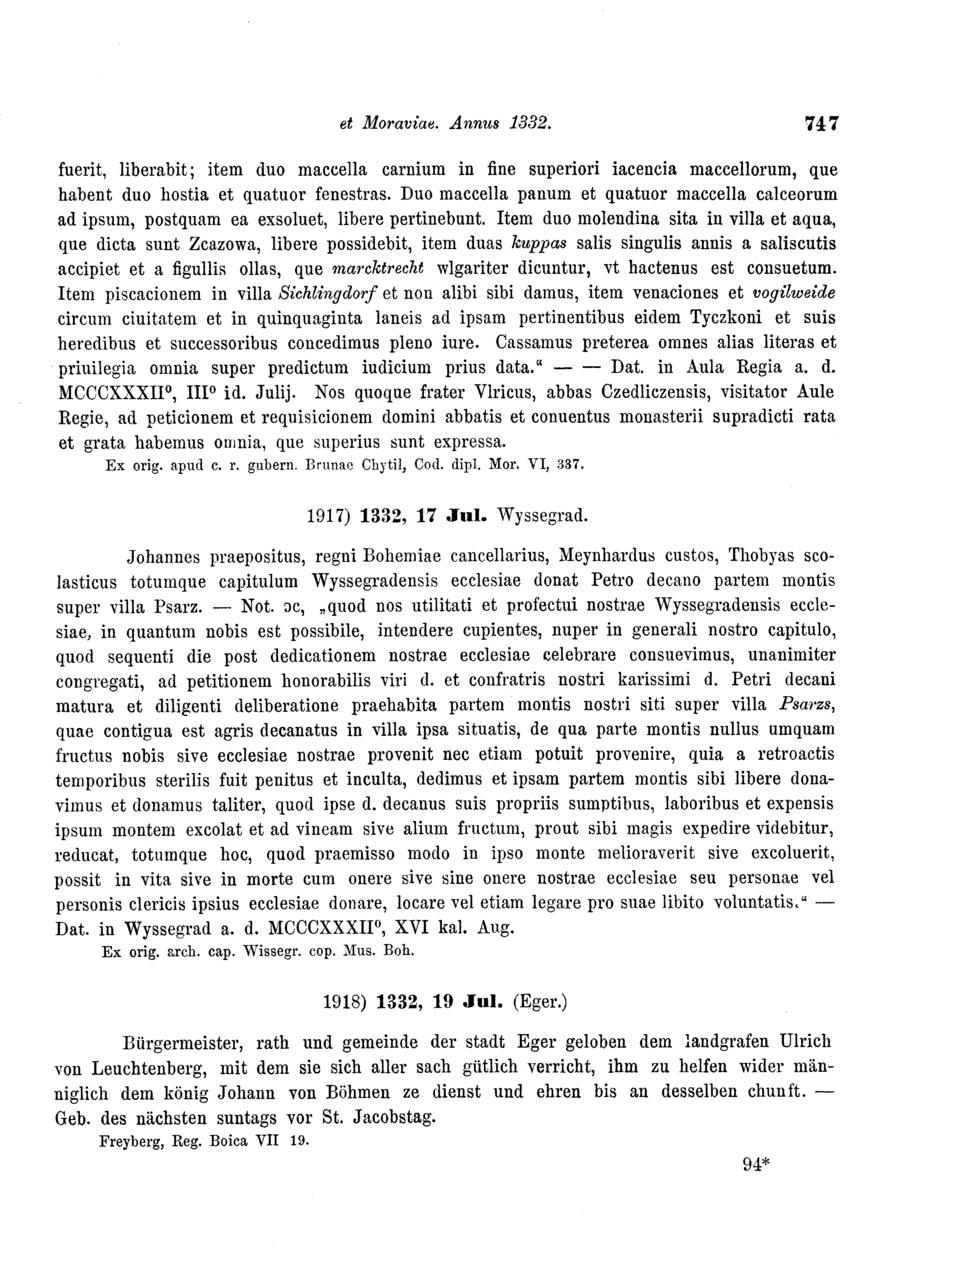 et Moraviae. Annus 1332. 747
fuerit, liberabit; item duo maccella carnium in fine superiori iacencia maccellorum, que
habent duo hostia et quatuor fenestras. Duo maccella panum et quatuor maccella calceorum
ad ipsum, postquam ea exsoluet, libere pertinebunt. Item duo molendina sita in villa et aqua,
que dicta sunt Zcazowa, libere possidebit, item duas kuppas salis singulis annis a saliscutis
accipiet et a figullis ollas, que marcktrecht wlgariter dicuntur, vt hactenus est consuetum.
Item piscacionem in villa Sichlingdorf et non alibi sibi damus, item venaciones et vogilweide
circum ciuitatem et in quinquaginta laneis ad ipsam pertinentibus eidem Tyczkoni et suis
heredibus et successoribus concedimus pleno iure. Cassamus preterea omnes alias literas et
priuilegia omnia super predictum iudicium prius data.“ — — Dat. in Aula Regia a. d.
MCCCXXXII⁰, III⁰ id. Julij. Nos quoque frater Vlricus, abbas Czedliczensis, visitator Aule
Regie, ad peticionem et requisicionem domini abbatis et conuentus monasterii supradicti rata
et grata habemus omnia, que superius sunt expressa.
Ex orig. apud c. r. gubern. Brunae Chytil, Cod. dipl. Mor. VI, 337.
1917) 1332, 17 Jul. Wyssegrad.
Johannes praepositus, regni Bohemiae cancellarius, Meynhardus custos, Thobyas sco-
lasticus totumque capitulum Wyssegradensis ecclesiae donat Petro decano partem montis
super villa Psarz. — Not. ɔc, „quod nos utilitati et profectui nostrae Wyssegradensis eccle-
siae, in quantum nobis est possibile, intendere cupientes, nuper in generali nostro capitulo,
quod sequenti die post dedicationem nostrae ecclesiae celebrare consuevimus, unanimiter
congregati, ad petitionem honorabilis viri d. et confratris nostri karissimi d. Petri decani
matura et diligenti deliberatione praehabita partem montis nostri siti super villa Psarzs,
quae contigua est agris decanatus in villa ipsa situatis, de qua parte montis nullus umquam
fructus nobis sive ecclesiae nostrae provenit nec etiam potuit provenire, quia a retroactis
temporibus sterilis fuit penitus et inculta, dedimus et ipsam partem montis sibi libere dona-
vimus et donamus taliter, quod ipse d. decanus suis propriis sumptibus, laboribus et expensis
ipsum montem excolat et ad vineam sive alium fructum, prout sibi magis expedire videbitur,
reducat, totumque hoc, quod praemisso modo in ipso monte melioraverit sive excoluerit,
possit in vita sive in morte cum onere sive sine onere nostrae ecclesiae seu personae vel
personis clericis ipsius ecclesiae donare, locare vel etiam legare pro suae libito voluntatis.“ —
Dat. in Wyssegrad a. d. MCCCXXXII⁰, XVI kal. Aug.
Ex orig. arch. cap. Wissegr. cop. Mus. Boh.
1918) 1332, 19 Jul. (Eger.)
Bürgermeister, rath und gemeinde der stadt Eger geloben dem landgrafen Ulrich
von Leuchtenberg, mit dem sie sich aller sach gütlich verricht, ihm zu helfen wider män-
niglich dem könig Johann von Böhmen ze dienst und ehren bis an desselben chunft. —
Geb. des nächsten suntags vor St. Jacobstag.
Freyberg, Reg. Boica VII 19.
94*